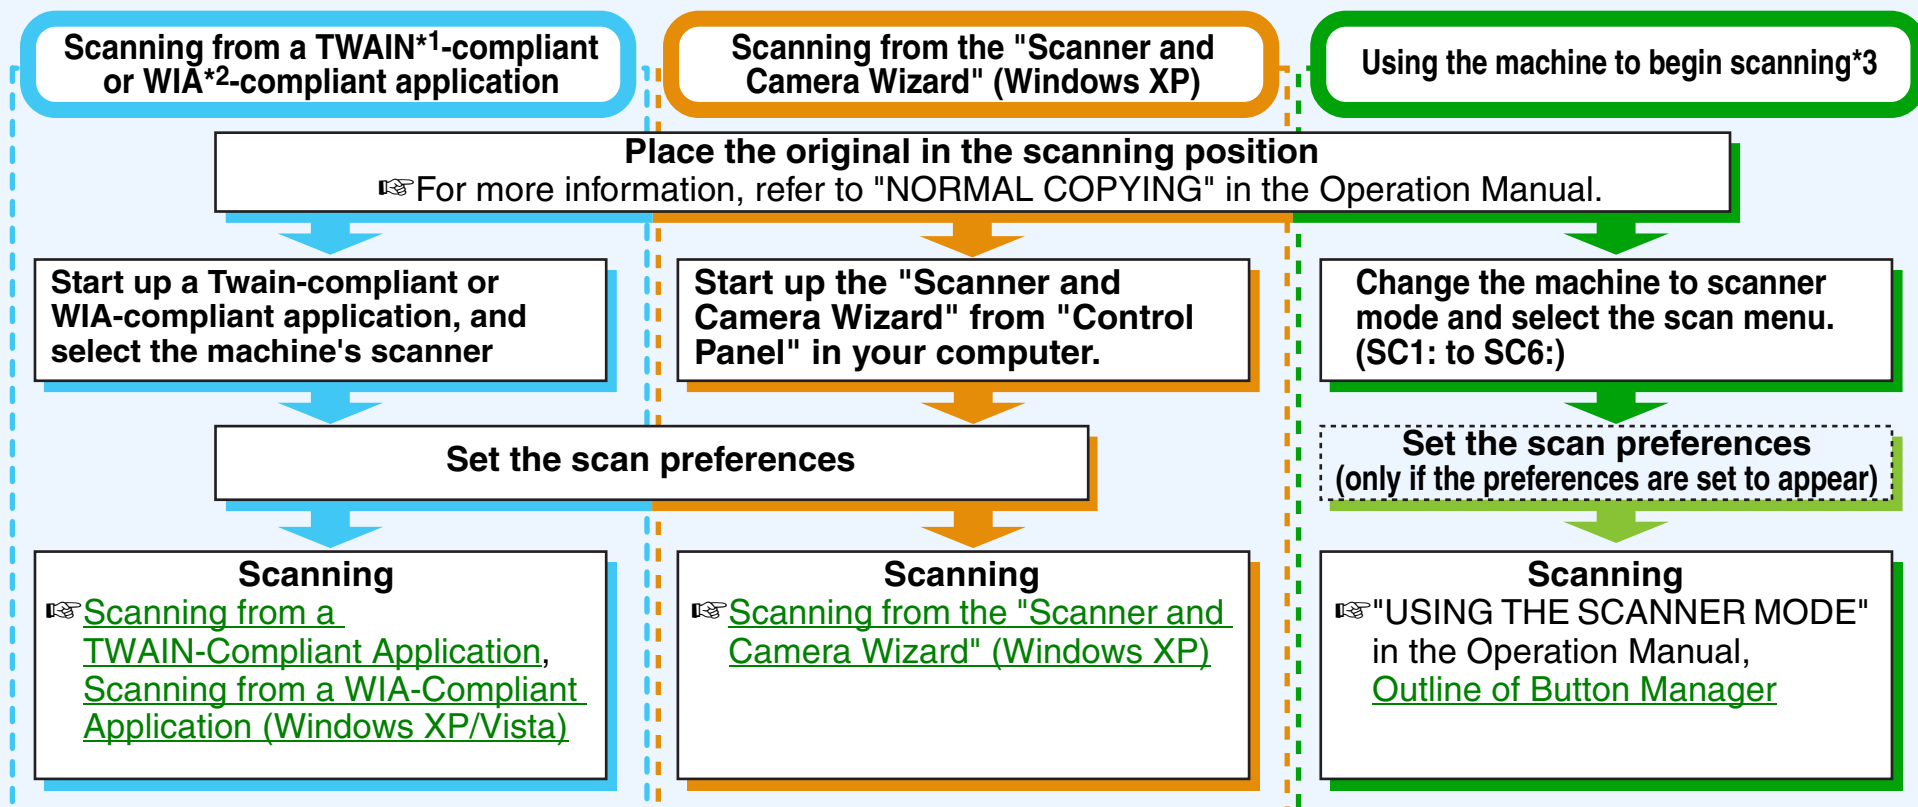 Scanning from a TWAIN*1-compliant
or WIA*2-compliant application
Scanning from the "Scanner and
Camera Wizard" (Windows XP)
Using the machine to begin scanning*3
Place the original in the scanning position
☞For more information, refer to "NORMAL COPYING" in the Operation Manual.
Start up a Twain-compliant or
WIA-compliant application, and
select the machine's scanner
Start up the "Scanner and
Camera Wizard" from "Control
Panel" in your computer.
Change the machine to scanner
mode and select the scan menu.
(SC1: to SC6:)
Set the scan preferences
Set the scan preferences
(only if the preferences are set to appear)
Scanning
☞Scanning from a
TWAIN-Compliant Application,
Scanning from a WIA-Compliant
Application (Windows XP/Vista)
Scanning
☞Scanning from the "Scanner and
Camera Wizard" (Windows XP)
Scanning
☞"USING THE SCANNER MODE"
in the Operation Manual,
Outline of Button Manager